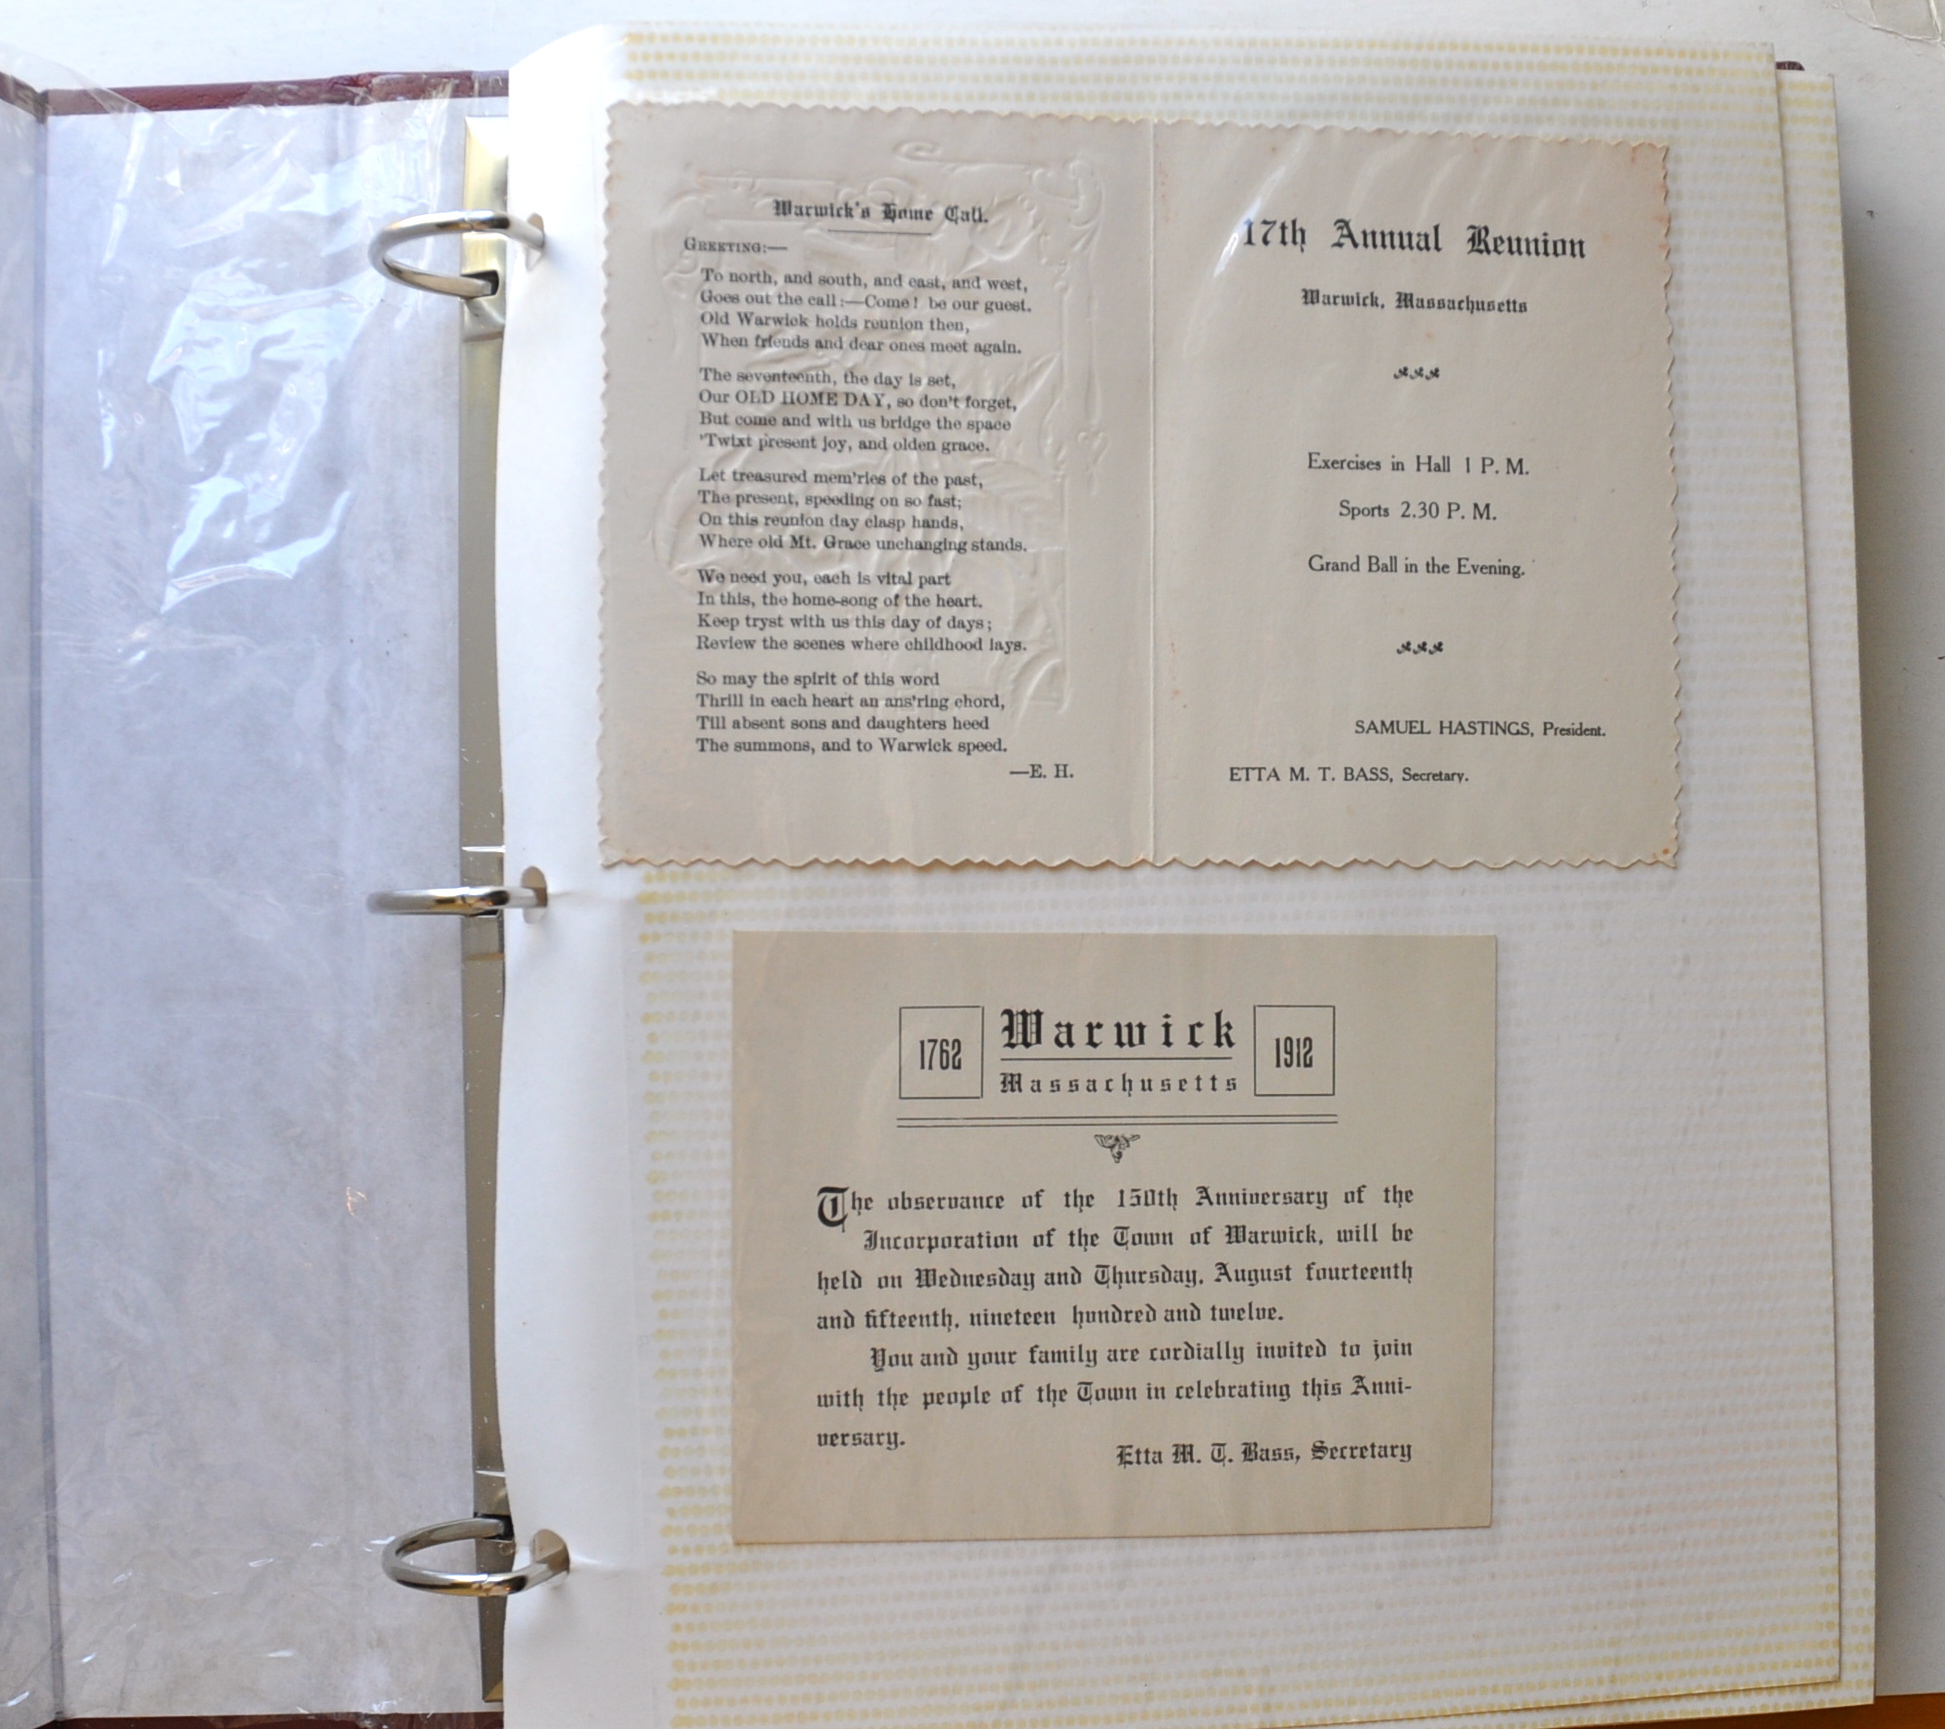 Warwick's Home Call.
GREETING:—
To north, and south, and east, and west,
Goes out the call:—Come! be our guest.
Old Warwick holds reunion then,
When friends and dear ones meet again.
The seventeenth, the day is set,
Our OLD HOME DAY, so don't forget,
But come and with us bridge the space
'Twixt present joy, and olden grace.
Let treasured mem'ries of the past,
The present, speeding on so fast;
On this reunion day clasp hands,
Where old Mt. Grace unchanging stands.
We need you, each is vital part
In this, the home-song of the heart.
Keep tryst with us this day of days;
Review the scenes where childhood lays.
So may the spirit of this word
Thrill in each heart an ans'ring chord,
Till absent sons and daughters heed
The summons, and to Warwick speed.
—E. H.
17th Annual Reunion
Warwick, Massachusetts
Exercises in Hall 1 P. M.
Sports 2.30 P. M.
Grand Ball in the Evening.
SAMUEL HASTINGS, President.
ETTA M. T. BASS, Secretary.
1762 Warwick 1912
Massachusetts
The observance of the 150th Anniversary of the
Incorporation of the Town of Warwick, will be
held on Wednesday and Thursday, August fourteenth
and fifteenth, nineteen hundred and twelve.
You and your family are cordially invited to join
with the people of the Town in celebrating this Anni-
versary.
Etta M. T. Bass, Secretary